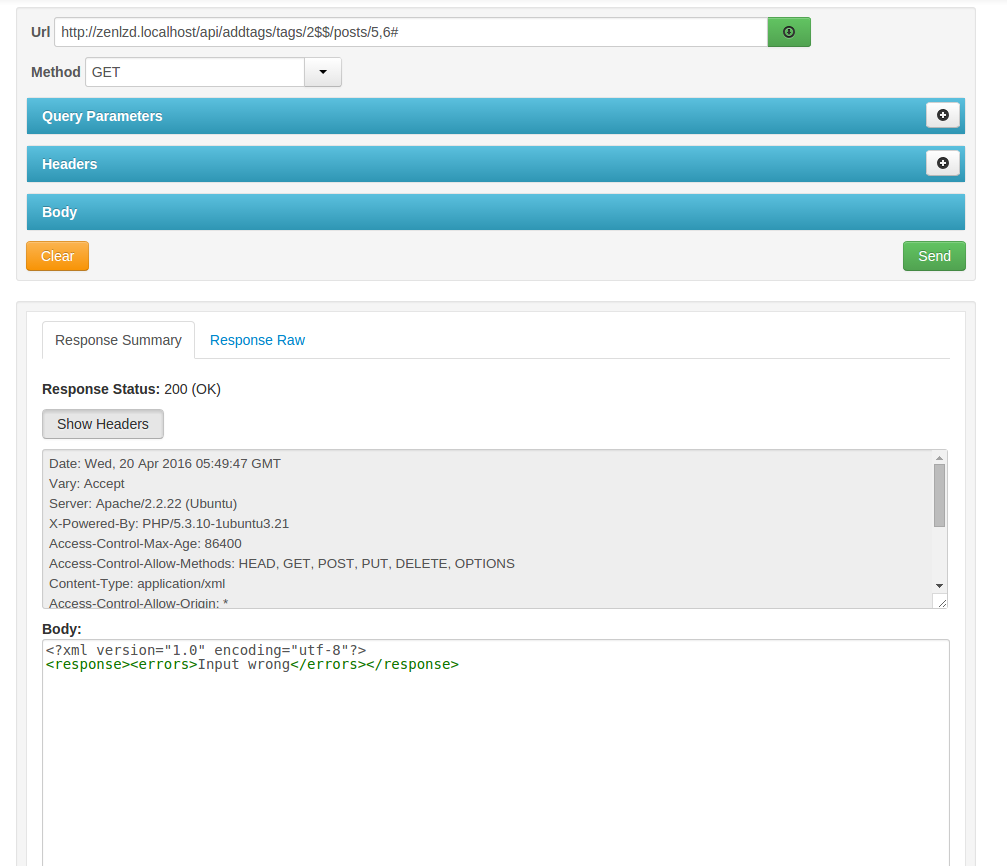 Url http://zenlzd.localhost/api/addtags/tags/2$$/posts/5,6#
Method GET
Query Parameters
Headers
Body
Clear Send
Response Summary Response Raw
Response Status: 200 (OK)
Show Headers
Date: Wed, 20 Apr 2016 05:49:47 GMT
Vary: Accept
Server: Apache/2.2.22 (Ubuntu)
X-Powered-By: PHP/5.3.10-1ubuntu3.21
Access-Control-Max-Age: 86400
Access-Control-Allow-Methods: HEAD, GET, POST, PUT, DELETE, OPTIONS
Content-Type: application/xml
Access-Control-Allow-Origin: *
Body:
<?xml version="1.0" encoding="utf-8"?>
<response><errors>Input wrong</errors></response>